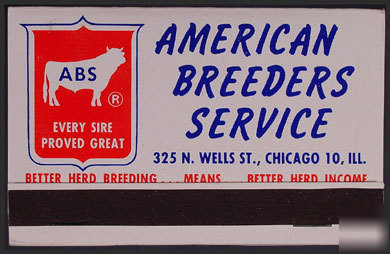 ABS
®
EVERY SIRE
PROVED GREAT
AMERICAN
BREEDERS
SERVICE
325 N. WELLS ST., CHICAGO 10, ILL.
BETTER HERD BREEDING... MEANS... BETTER HERD INCOME